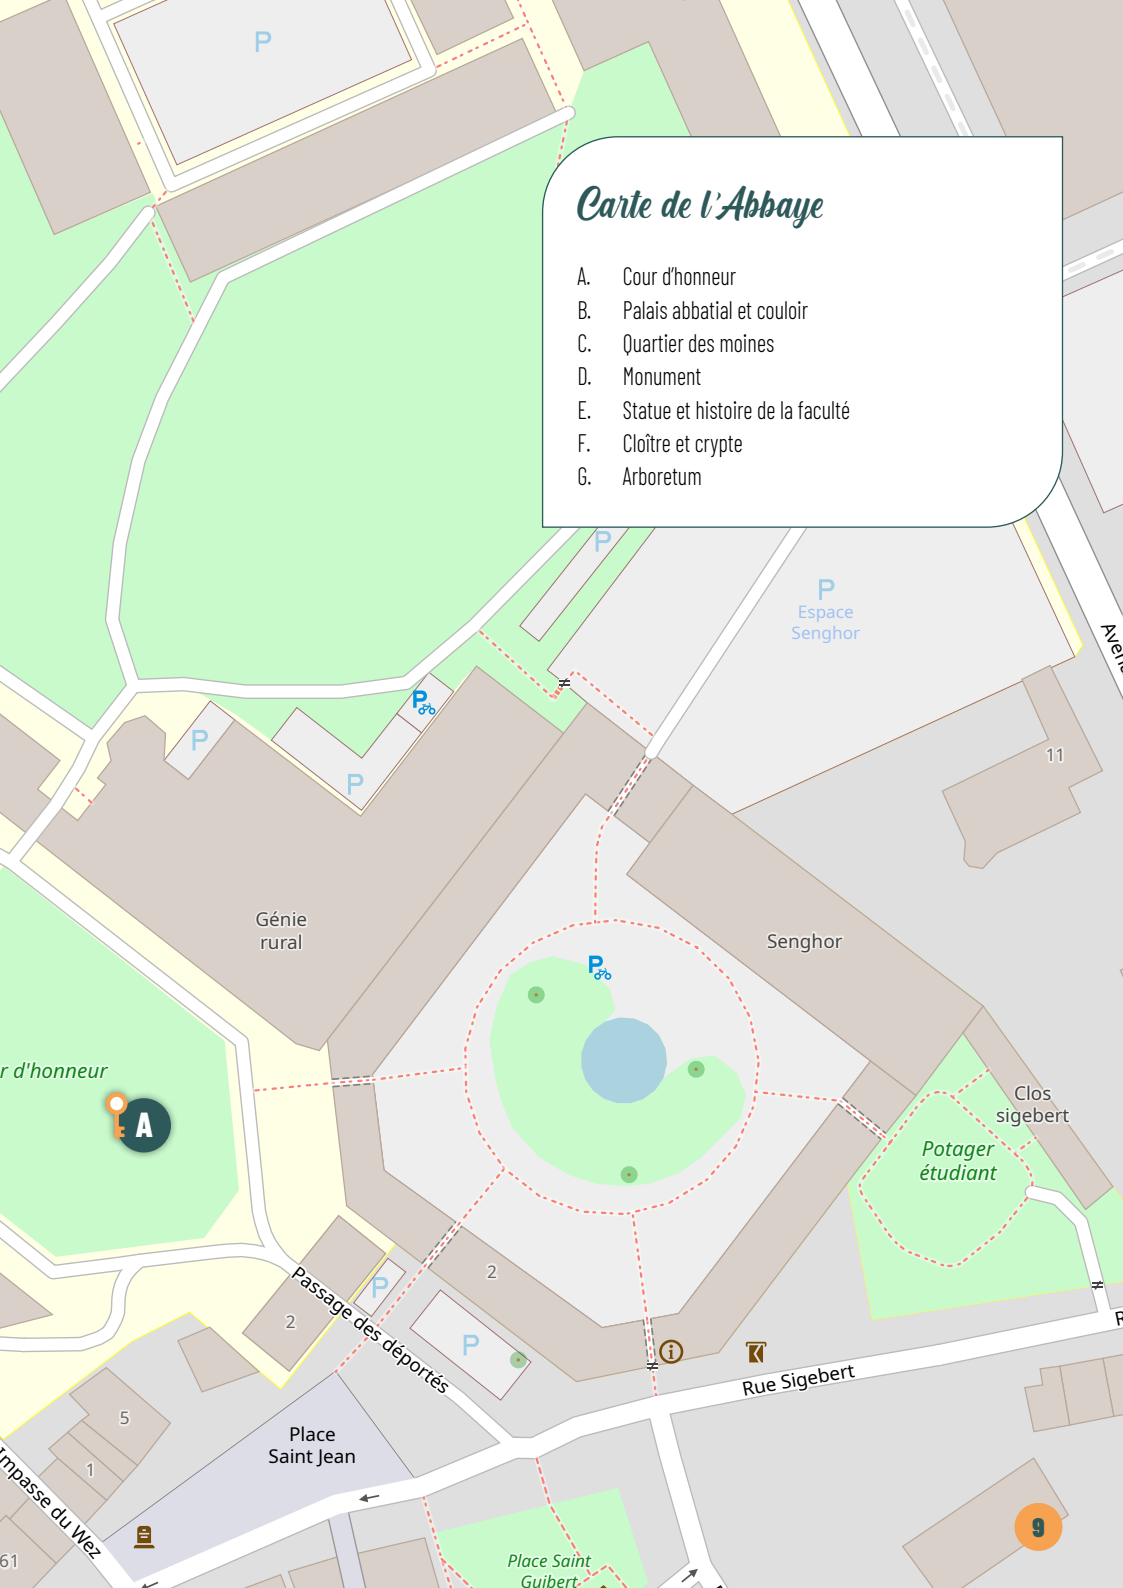 P
Carte de l'Abbaye
A. Cour d'honneur
B. Palais abbatial et couloir
C. Quartier des moines
D. Monument
E. Statue et histoire de la faculté
F. Cloître et crypte
G. Arboretum
P
P
Espace
Senghor
P
P
P
11
Génie
rural
Senghor
P
r d'honneur
A
Clos
sigebert
Potager
étudiant
2
P
2
P
Passage des déportés
Rue Sigebert
R
5
Place
Saint Jean
1
Impasse du Wez
61
9
Place Saint
Guibert